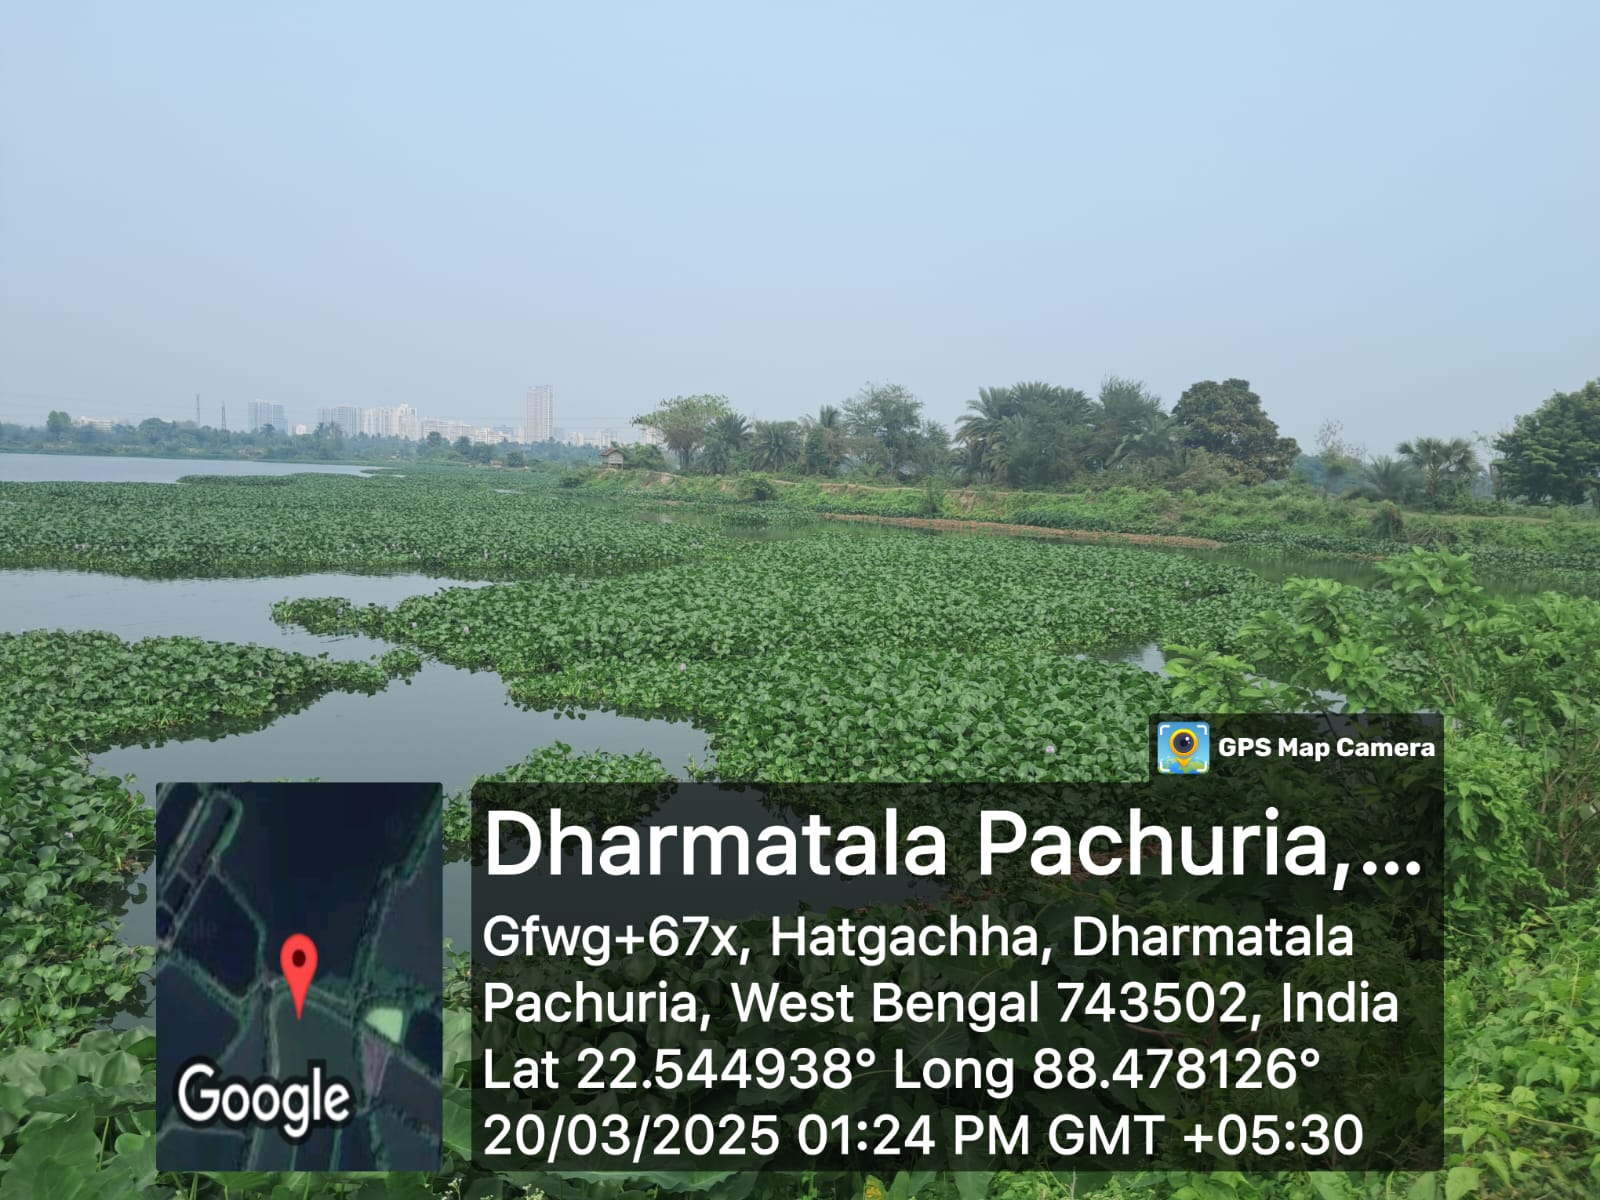 GPS Map Camera
Dharmatala Pachuria,...
Gfwg+67x, Hatgachha, Dharmatala
Pachuria, West Bengal 743502, India
Lat 22.544938° Long 88.478126°
20/03/2025 01:24 PM GMT +05:30
Google